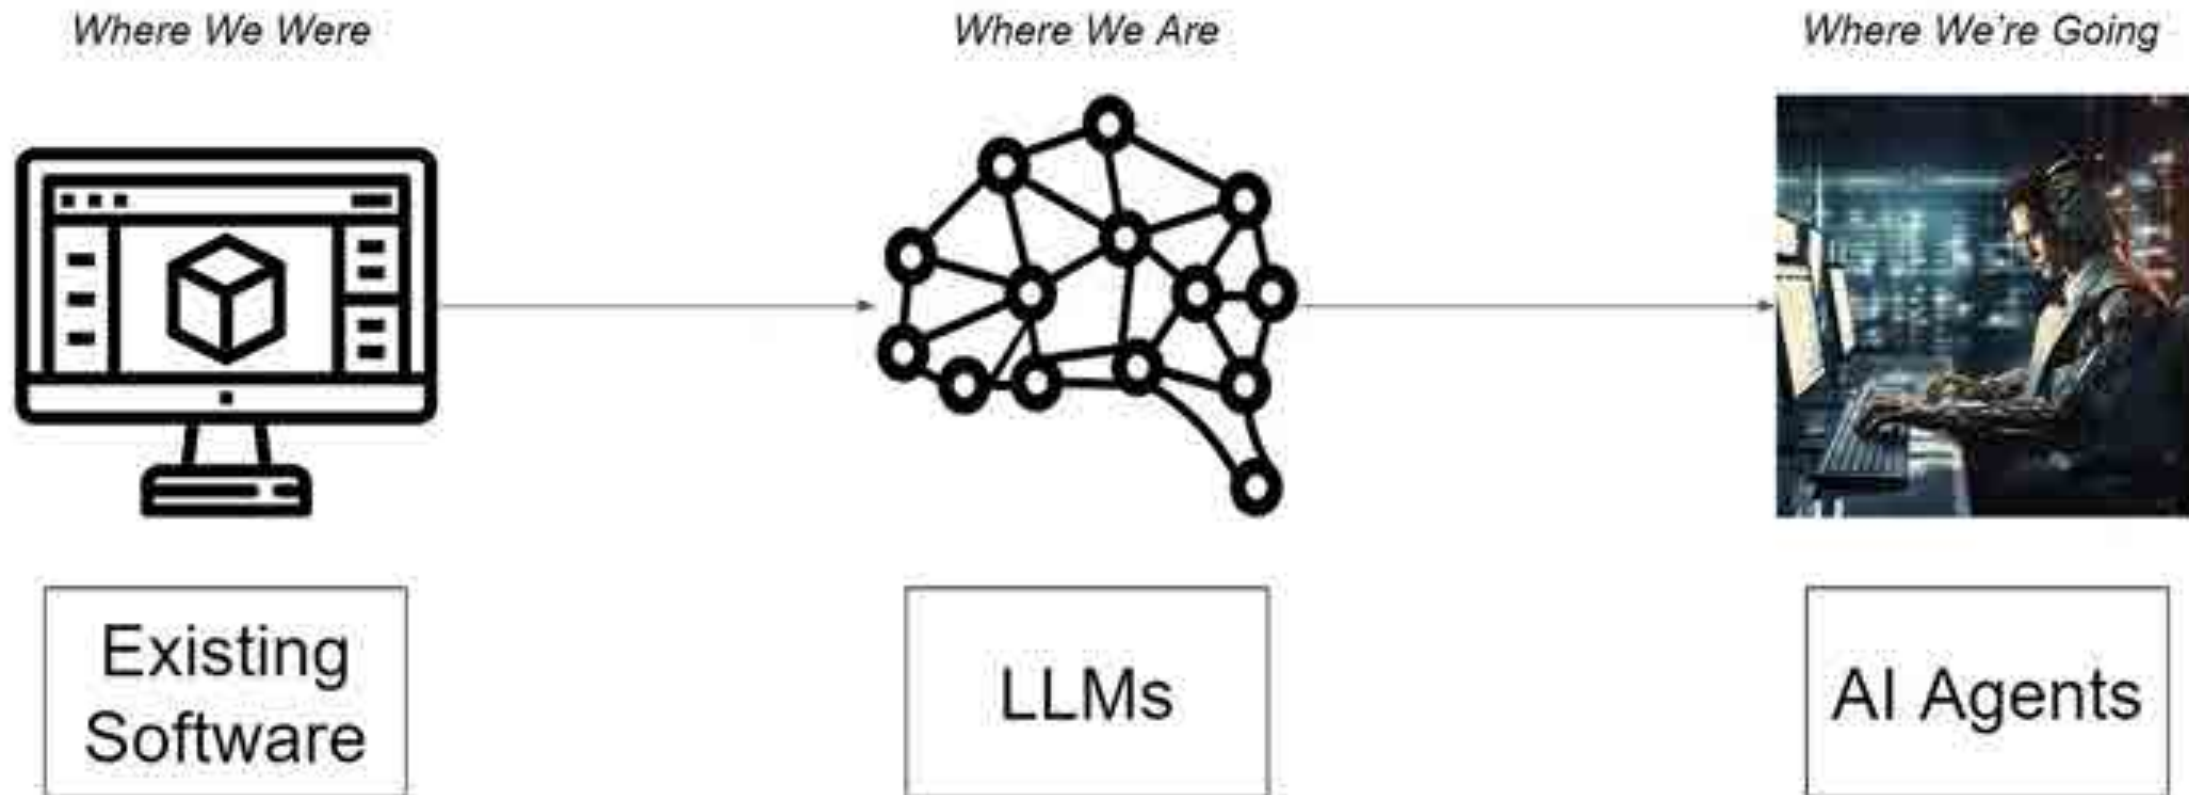 Where We Were
Where We Are
Where We're Going
Existing
Software
LLMs
AI Agents